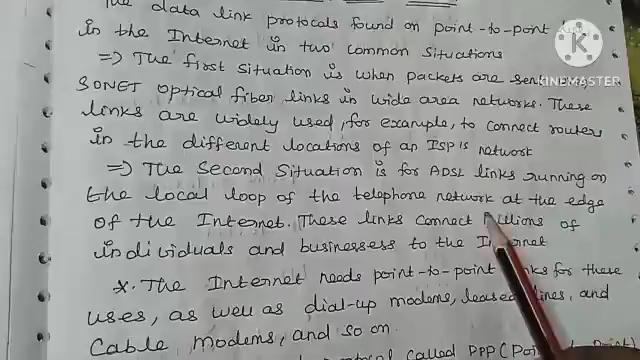 The data link protocols found on point-to-point
in the Internet in two common situations
=> The first situation is when packets are sent
SONET optical fiber links in wide area networks. These
links are widely used, for example, to connect routers
in the different locations of an ISP's network
=> The second situation is for ADSL links running on
the local loop of the telephone network at the edge
of the Internet. These links connect millions of
individuals and businessess to the Internet
x. The Internet needs point-to-point links for these
uses, as well as dial-up modems, leased lines, and
cable modems, and so on.
protocol called PPP (Point
KINEMASTER